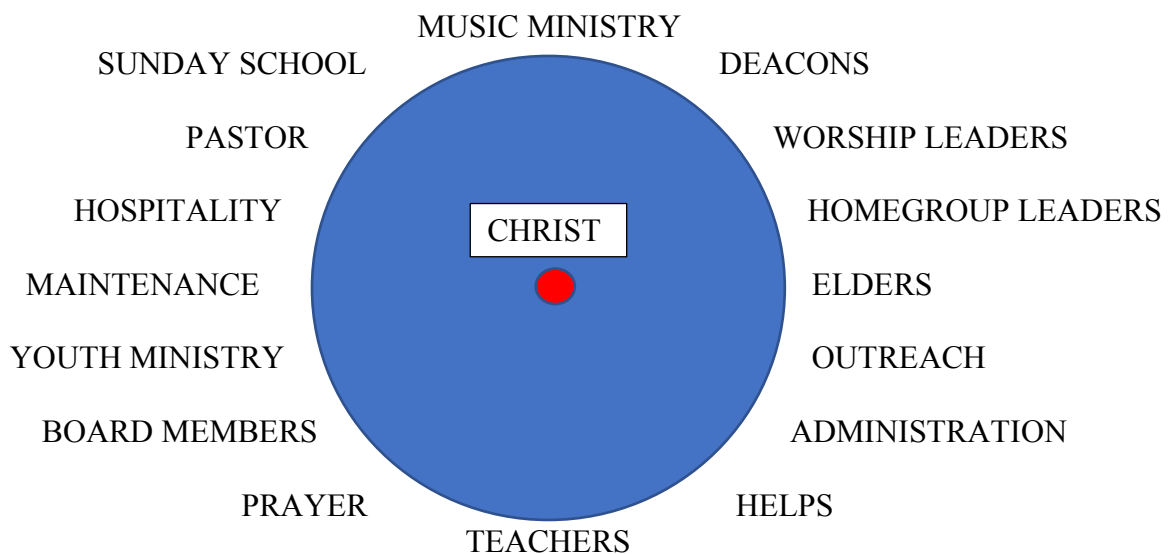 MUSIC MINISTRY
SUNDAY SCHOOL
DEACONS
PASTOR
WORSHIP LEADERS
HOSPITALITY
HOMEGROUP LEADERS
CHRIST
MAINTENANCE
ELDERS
YOUTH MINISTRY
OUTREACH
BOARD MEMBERS
ADMINISTRATION
PRAYER
HELPS
TEACHERS